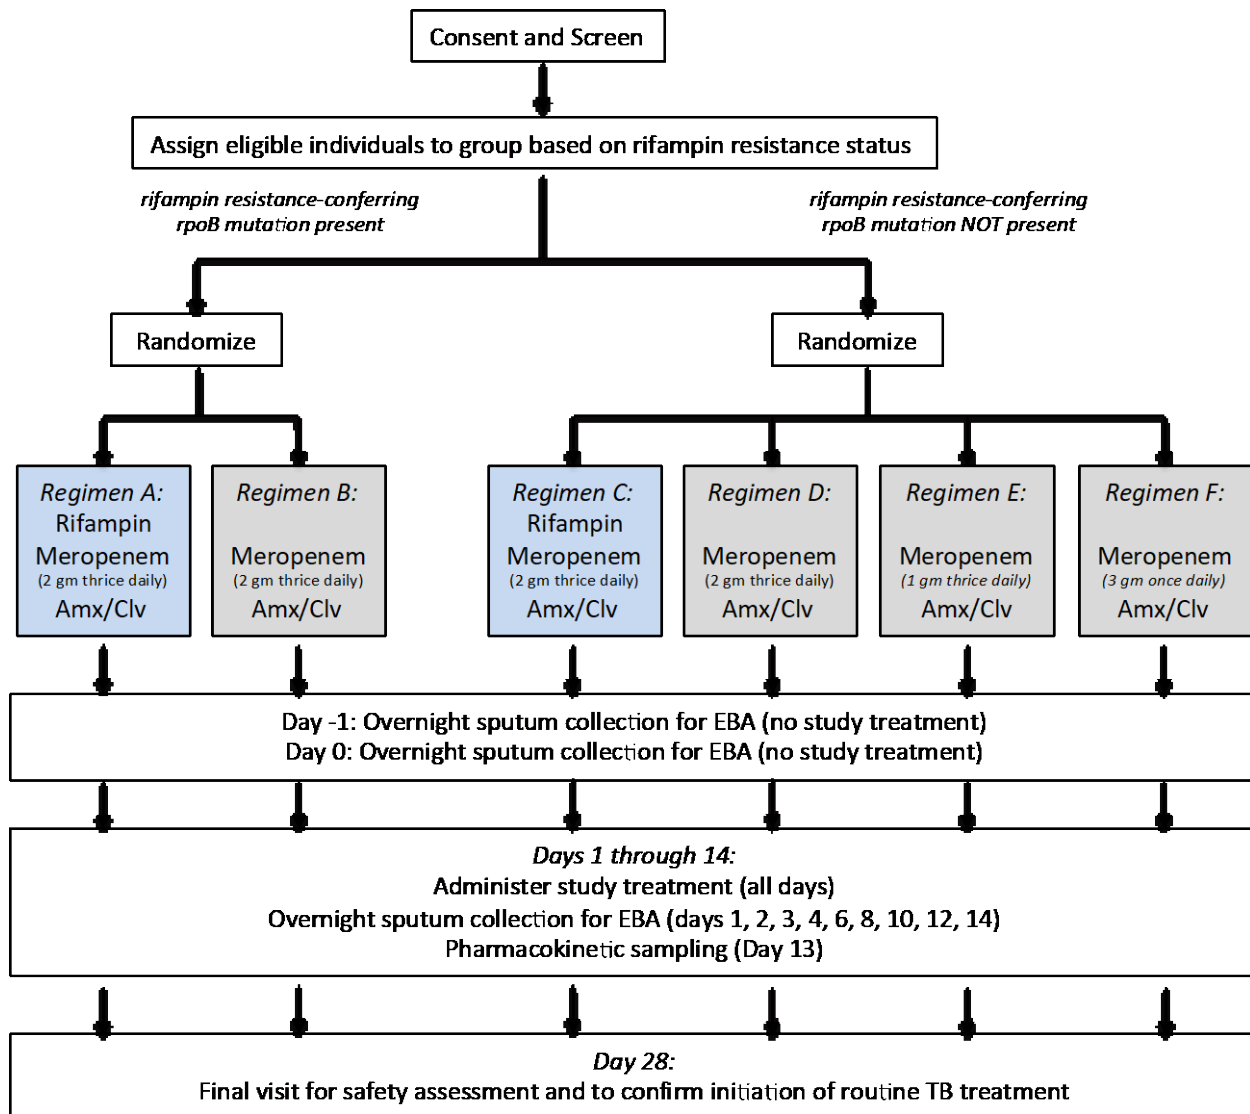 Consent and Screen
Assign eligible individuals to group based on rifampin resistance status
rifampin resistance-conferring
rpoB mutation present
rifampin resistance-conferring
rpoB mutation NOT present
Randomize
Randomize
Regimen A:
Rifampin
Meropenem
(2 gm thrice daily)
Amx/Clv
Regimen B:
Meropenem
(2 gm thrice daily)
Amx/Clv
Regimen C:
Rifampin
Meropenem
(2 gm thrice daily)
Amx/Clv
Regimen D:
Meropenem
(2 gm thrice daily)
Amx/Clv
Regimen E:
Meropenem
(1 gm thrice daily)
Amx/Clv
Regimen F:
Meropenem
(3 gm once daily)
Amx/Clv
Day -1: Overnight sputum collection for EBA (no study treatment)
Day 0: Overnight sputum collection for EBA (no study treatment)
Days 1 through 14:
Administer study treatment (all days)
Overnight sputum collection for EBA (days 1, 2, 3, 4, 6, 8, 10, 12, 14)
Pharmacokinetic sampling (Day 13)
Day 28:
Final visit for safety assessment and to confirm initiation of routine TB treatment